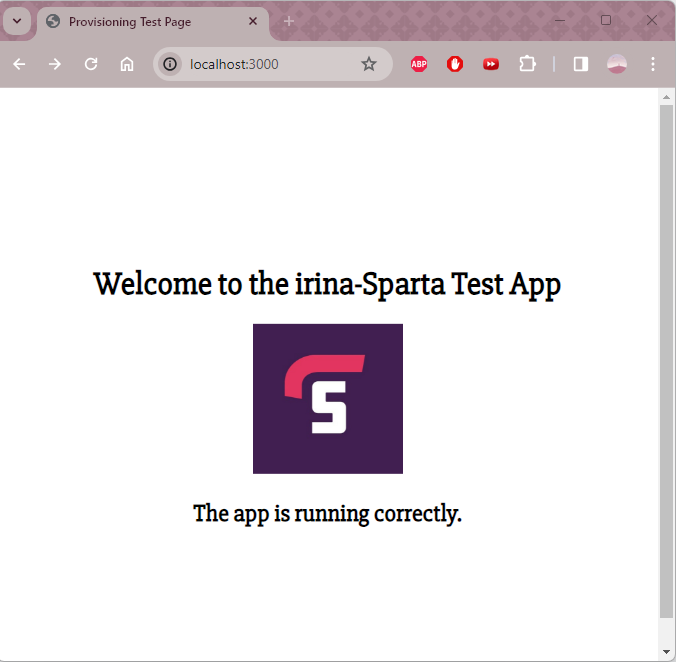 Provisioning Test Page
localhost:3000
ABP
Welcome to the irina-Sparta Test App
S
The app is running correctly.